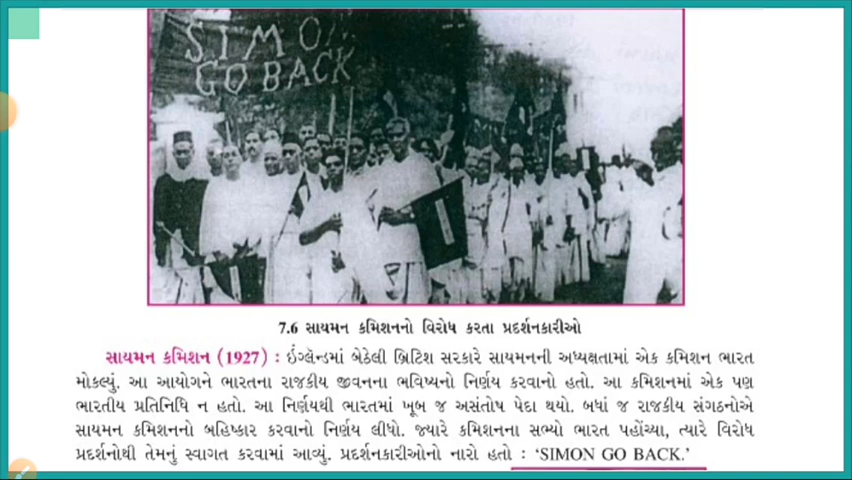 SIMON
GO BACK
7.6 સાયમન કમિશનનો વિરોધ કરતા પ્રદર્શનકારીઓ
સાયમન કમિશન (1927) : ઇંગ્લૅન્ડમાં બેઠેલી બ્રિટિશ સરકારે સાયમનની અધ્યક્ષતામાં એક કમિશન ભારત
મોકલ્યું. આ આયોગને ભારતના રાજકીય જીવનના ભવિષ્યનો નિર્ણય કરવાનો હતો. આ કમિશનમાં એક પણ
ભારતીય પ્રતિનિધિ ન હતો. આ નિર્ણયથી ભારતમાં ખૂબ જ અસંતોષ પેદા થયો. બધાં જ રાજકીય સંગઠનોએ
સાયમન કમિશનનો બહિષ્કાર કરવાનો નિર્ણય લીધો. જ્યારે કમિશનના સભ્યો ભારત પહોંચ્યા, ત્યારે વિરોધ
પ્રદર્શનોથી તેમનું સ્વાગત કરવામાં આવ્યું. પ્રદર્શનકારીઓનો નારો હતો : ‘SIMON GO BACK.’